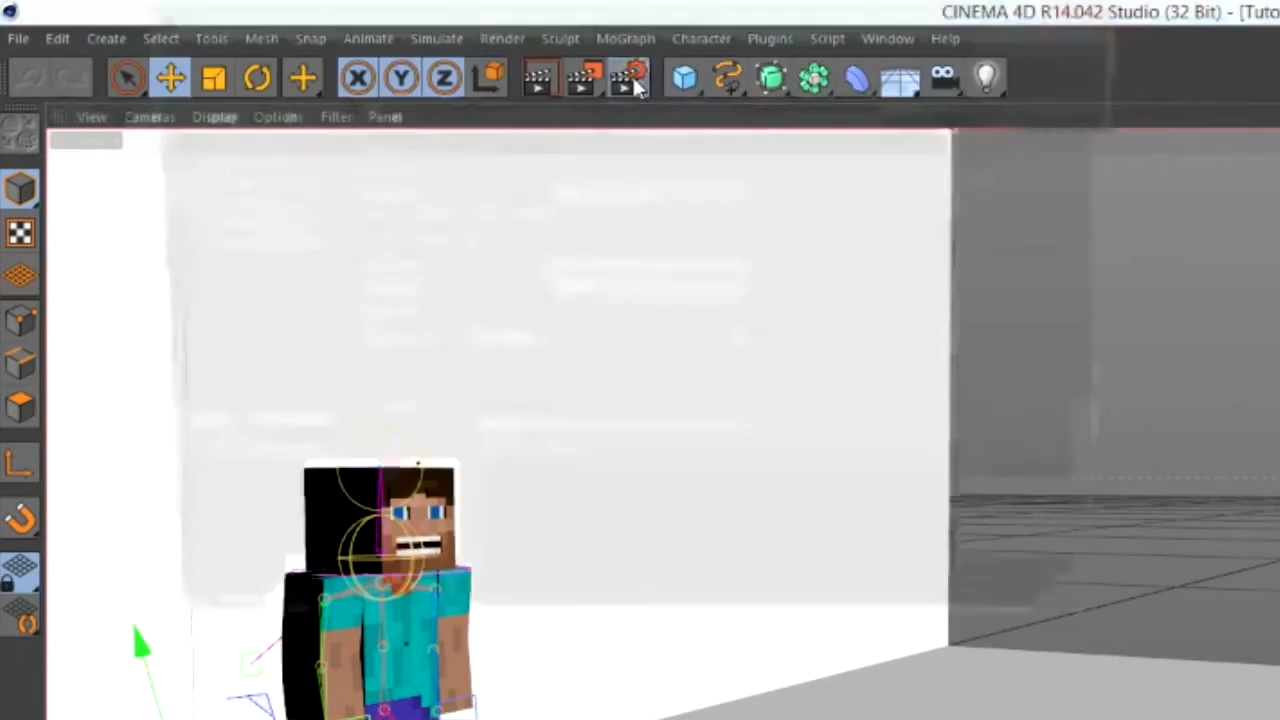 CINEMA 4D R14.042 Studio (32 Bit) - [Tuto
File Edit Create Select Tools Mesh Snap Animate Simulate Render Sculpt MoGraph Character Plugins Script Window Help
X Y Z
View Cameras Display Options Filter Panel